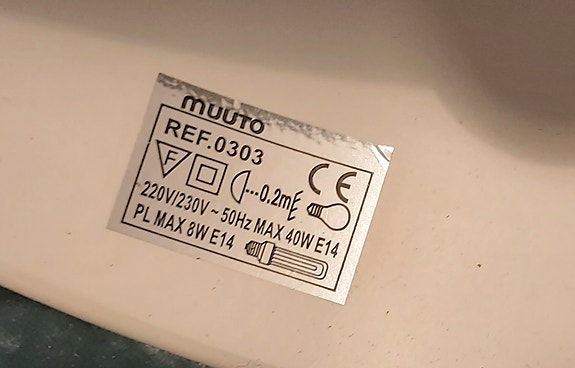 muuto
REF.0303
F 0.2m CE
220V/230V ~ 50Hz MAX 40W E14
PL MAX 8W E14